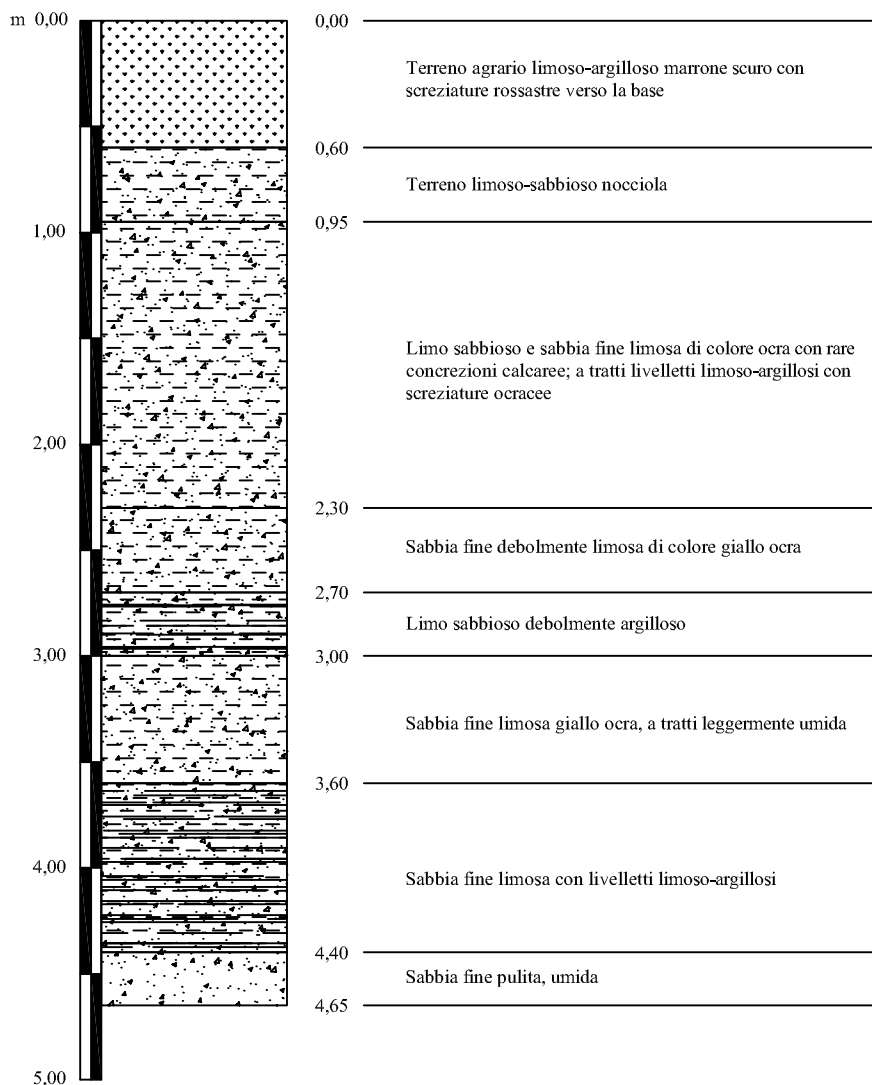 m 0,00
0,00
Terreno agrario limoso-argilloso marrone scuro con
screziature rossastre verso la base
0,60
Terreno limoso-sabbioso nocciola
0,95
1,00
Limo sabbioso e sabbia fine limosa di colore ocra con rare
concrezioni calcaree; a tratti livelletti limoso-argillosi con
screziature ocracee
2,00
2,30
Sabbia fine debolmente limosa di colore giallo ocra
2,70
Limo sabbioso debolmente argilloso
3,00
3,00
Sabbia fine limosa giallo ocra, a tratti leggermente umida
3,60
4,00
Sabbia fine limosa con livelletti limoso-argillosi
4,40
Sabbia fine pulita, umida
4,65
5,00